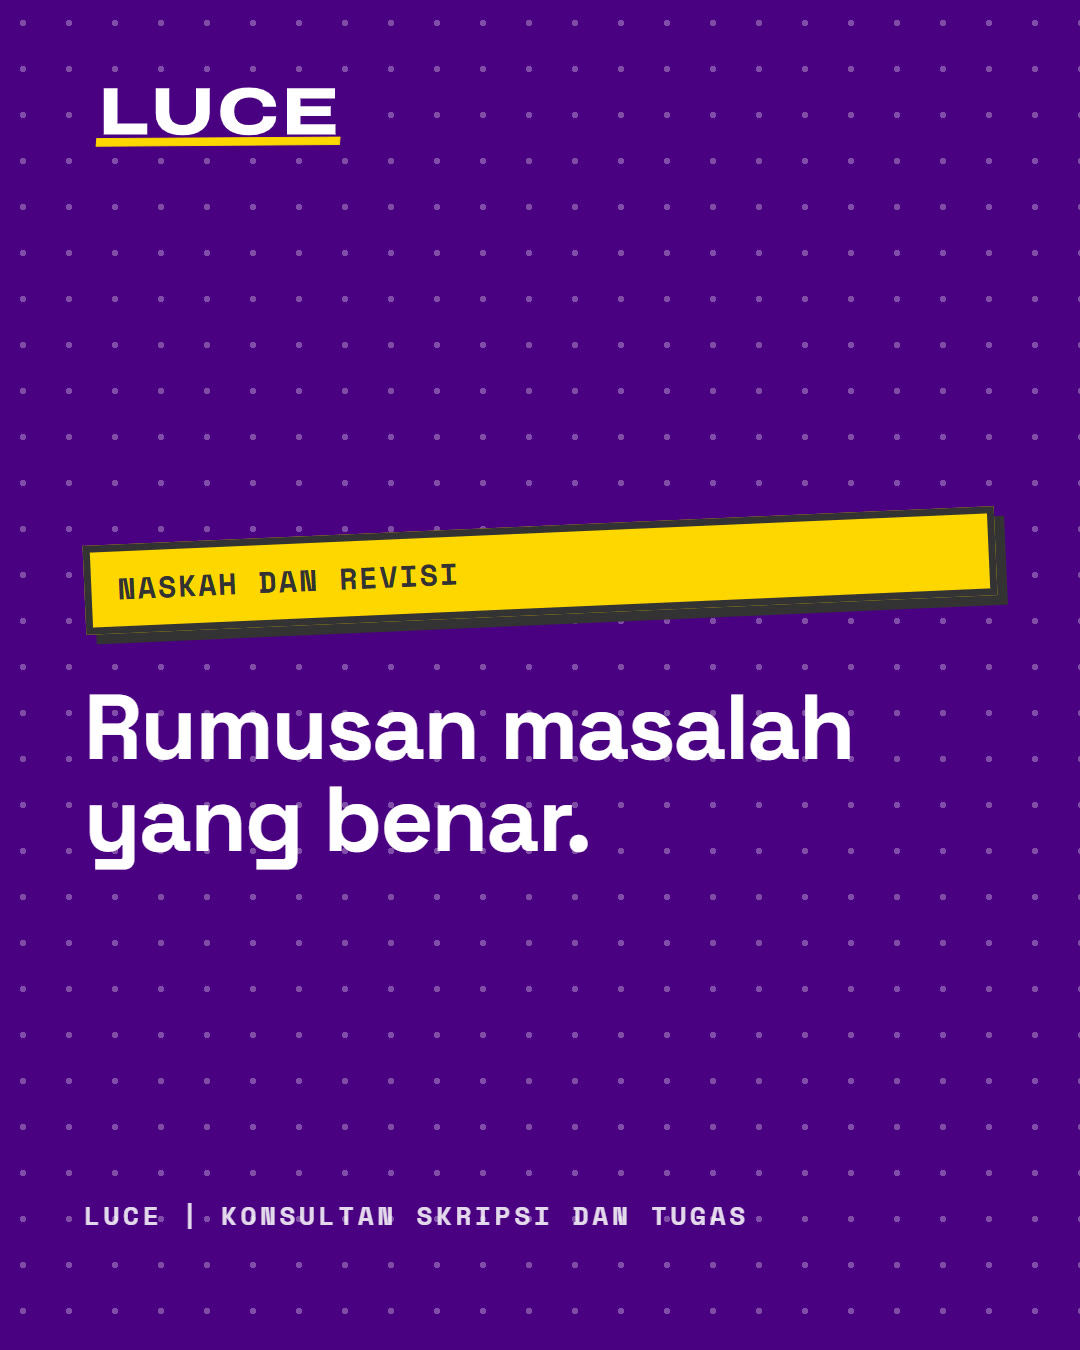 LUCE
NASKAH DAN REVISI
Rumusan masalah
yang benar.
LUCE | KONSULTAN SKRIPSI DAN TUGAS